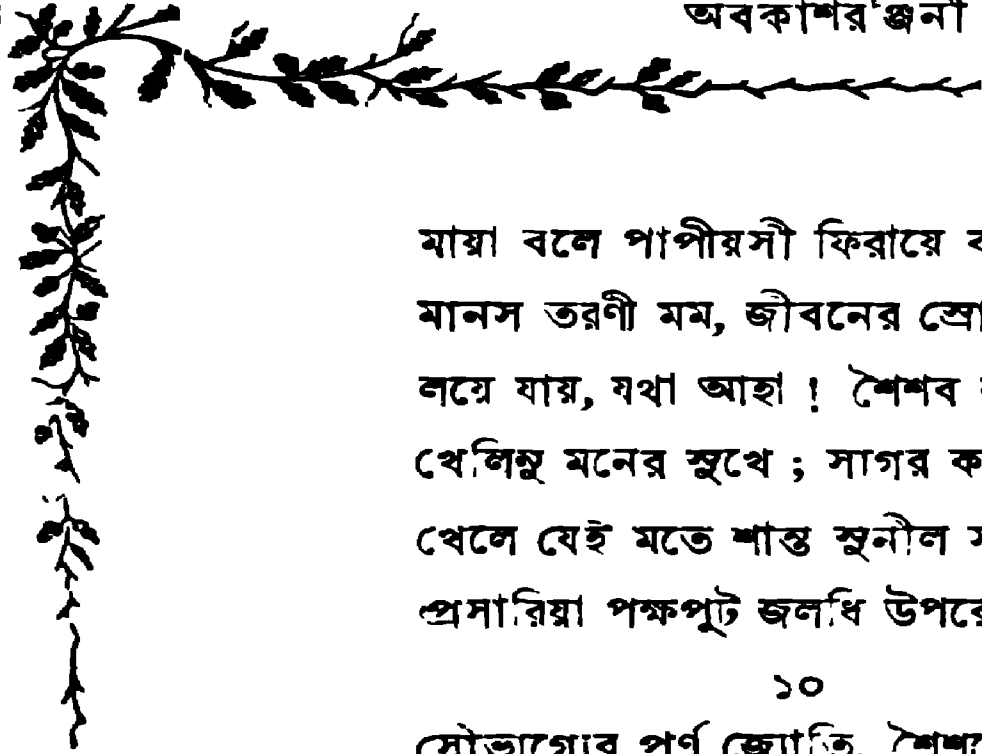 অবকাশরঞ্জনী
মায়া বলে পাপীয়সী ফিরায়ে
মানস তরণী মম, জীবনের
লয়ে যায়, যথা আহা ! শৈশব
খেলিনু মনের সুখে ; সাগর
খেলে যেই মতে শান্ত সুনীল
প্রসারিয়া পক্ষপুট জলধি উপরে
১০
সৌভাগ্যের পূর্ণ জ্যোতি,